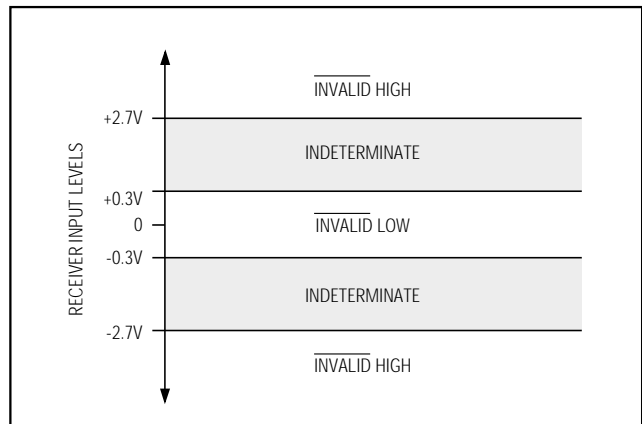 INVALID HIGH
+2.7V
INDETERMINATE
+0.3V
0
INVALID LOW
-0.3V
INDETERMINATE
-2.7V
INVALID HIGH
RECEIVER INPUT LEVELS